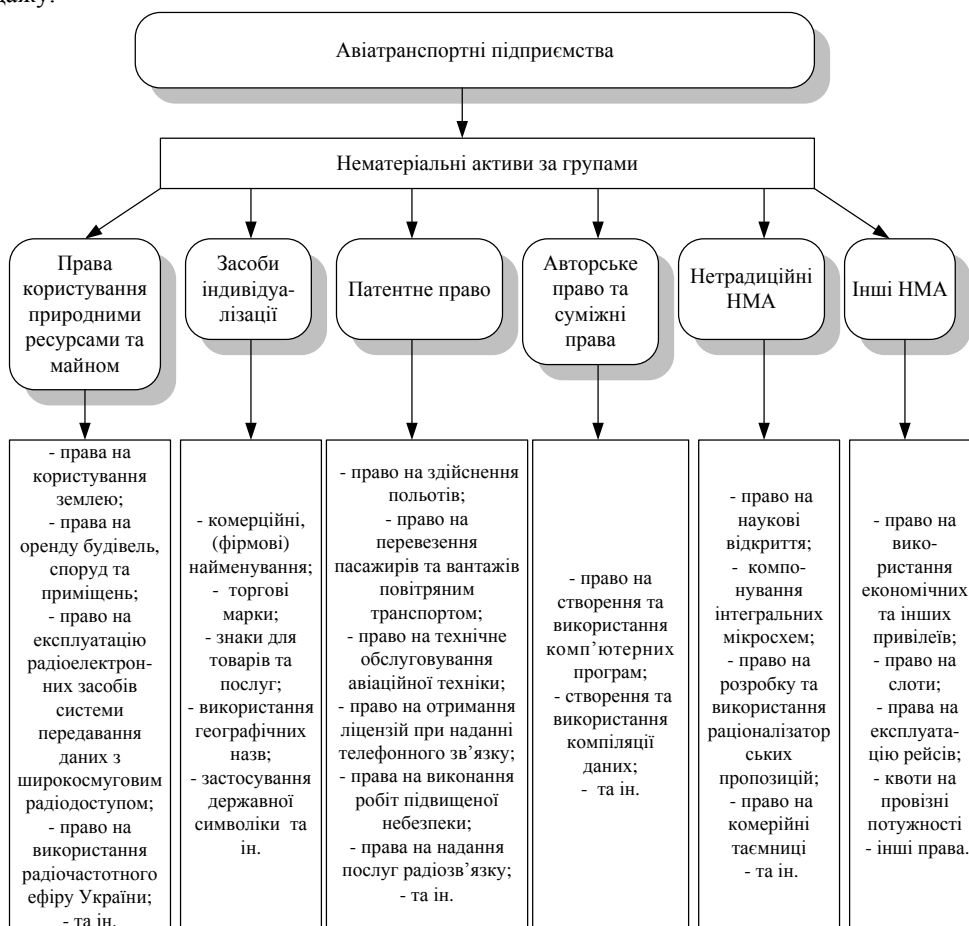 Авіатранспортні підприємства
Нематеріальні активи за групами
Права
користування
природними
ресурсами та
майном
Засоби
індивідуа-
лізації
Патентне право
Авторське
право та
суміжні
права
Нетрадиційні
НМА
Інші НМА
- права на
користування
землею;
- права на
оренду будівель,
споруд та
приміщень;
- право на
експлуатацію
радіоелектрон-
них засобів
системи
передавання
даних з
широкосмуговим
радіодоступом;
- право на
використання
радіочастотного
ефіру України;
- та ін.
- комерційні,
(фірмові)
найменування;
- торгові
марки;
- знаки для
товарів та
послуг;
- використання
географічних
назв;
- застосування
державної
символіки та
ін.
- право на здійснення
польотів;
- право на
перевезення
пасажирів та вантажів
повітряним
транспортом;
- право на технічне
обслуговування
авіаційної техніки;
- право на отримання
ліцензій при наданні
телефонного зв’язку;
- права на виконання
робіт підвищеної
небезпеки;
- права на надання
послуг радіозв’язку;
- та ін.
- право на
створення та
використання
комп’ютерних
програм;
- створення та
використання
компіляції
даних;
- та ін.
- право на
наукові
відкриття;
- компо-
нування
інтегральних
мікросхем;
- право на
розробку та
використання
раціоналізатор
ських
пропозицій;
- право на
комерійні
таємниці
- та ін.
- право на
вико-
ристання
економічних
та інших
привілеїв;
- право на
слоти;
- права на
експлуата-
цію рейсів;
- квоти на
провізні
потужності
- інші права.